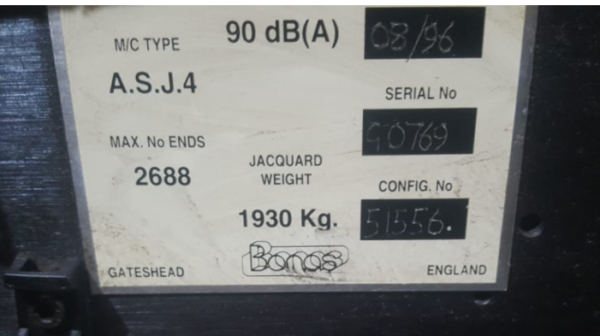 M/C TYPE
90 dB(A)
08/96
A.S.J.4
SERIAL No
90769
MAX. No ENDS
2688
JACQUARD
WEIGHT
CONFIG. No
1930 Kg.
51556.
GATESHEAD
Bonas
ENGLAND